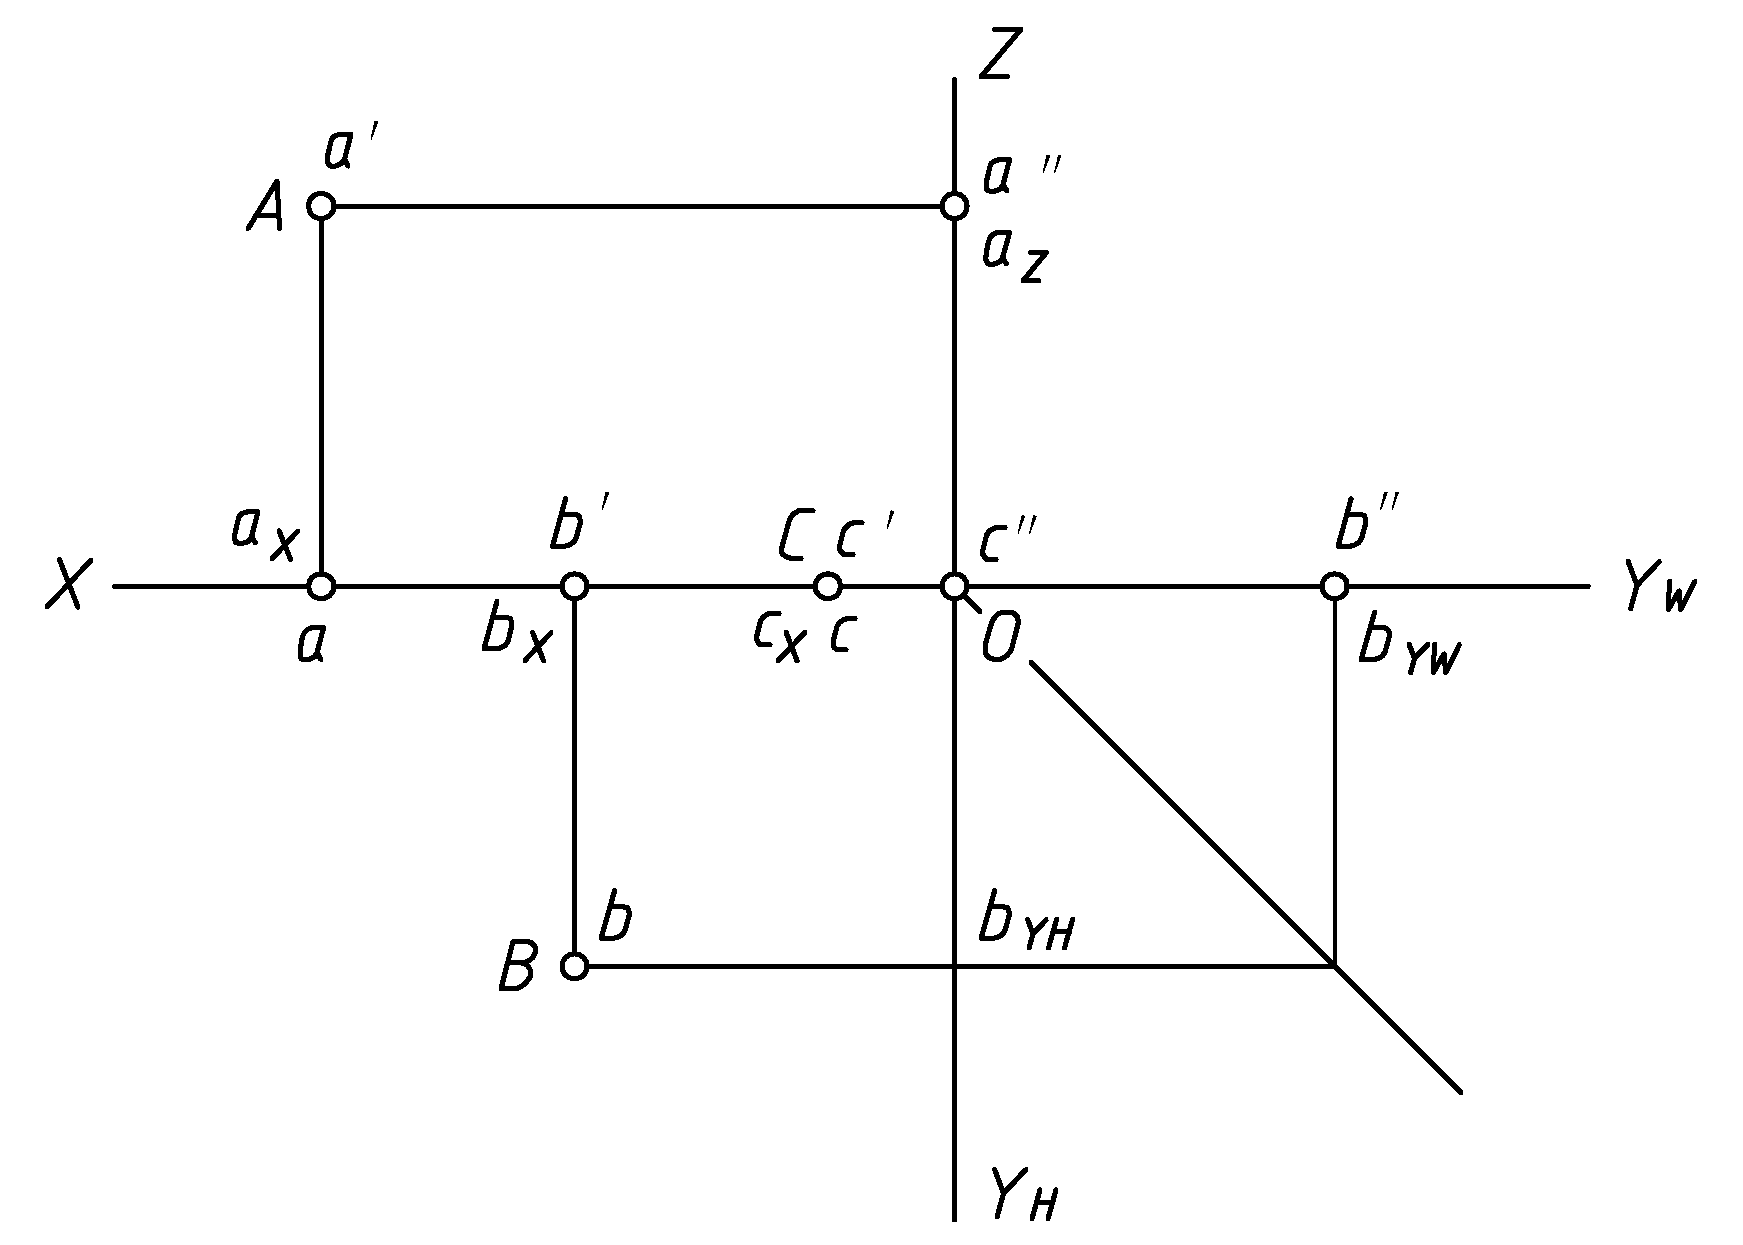 Z
a'
a"
A
a_z
a_x
b'
C c'
c"
b"
X
Y_W
a
b_x
c_x c
O
b_YW
b
b_YH
B
Y_H